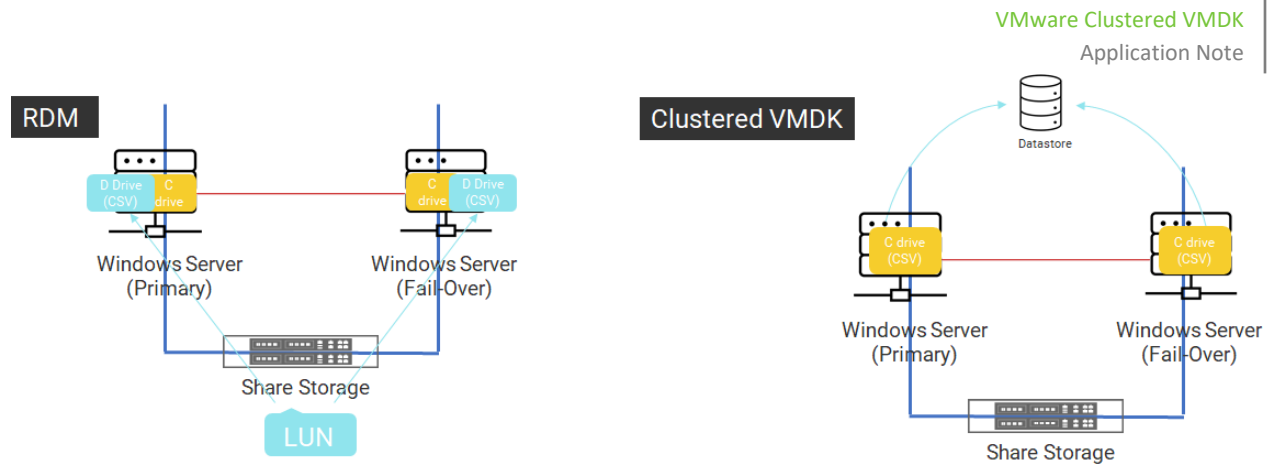 VMware Clustered VMDK
Application Note
RDM
D Drive
(CSV)
C
drive
C
drive
D Drive
(CSV)
Windows Server
(Primary)
Windows Server
(Fail-Over)
Share Storage
LUN
Clustered VMDK
Datastore
C drive
(CSV)
C drive
(CSV)
Windows Server
(Primary)
Windows Server
(Fail-Over)
Share Storage